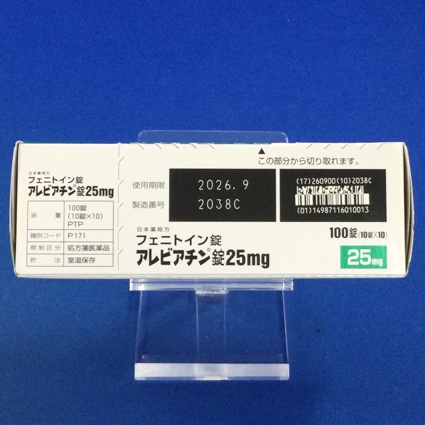 日本薬局方
フェニトイン錠
アレビアチン®錠25mg
容量 100錠
(10錠×10)
PTP
識別コード P171
規制区分 処方箋医薬品
貯法 室温保存
この部分から切り取れます。
使用期限 2026.9
製造番号 2038C
(17)260900(10)2038C
(01)14987116010013
日本薬局方
フェニトイン錠
アレビアチン®錠25mg
100錠(10錠×10)
25mg